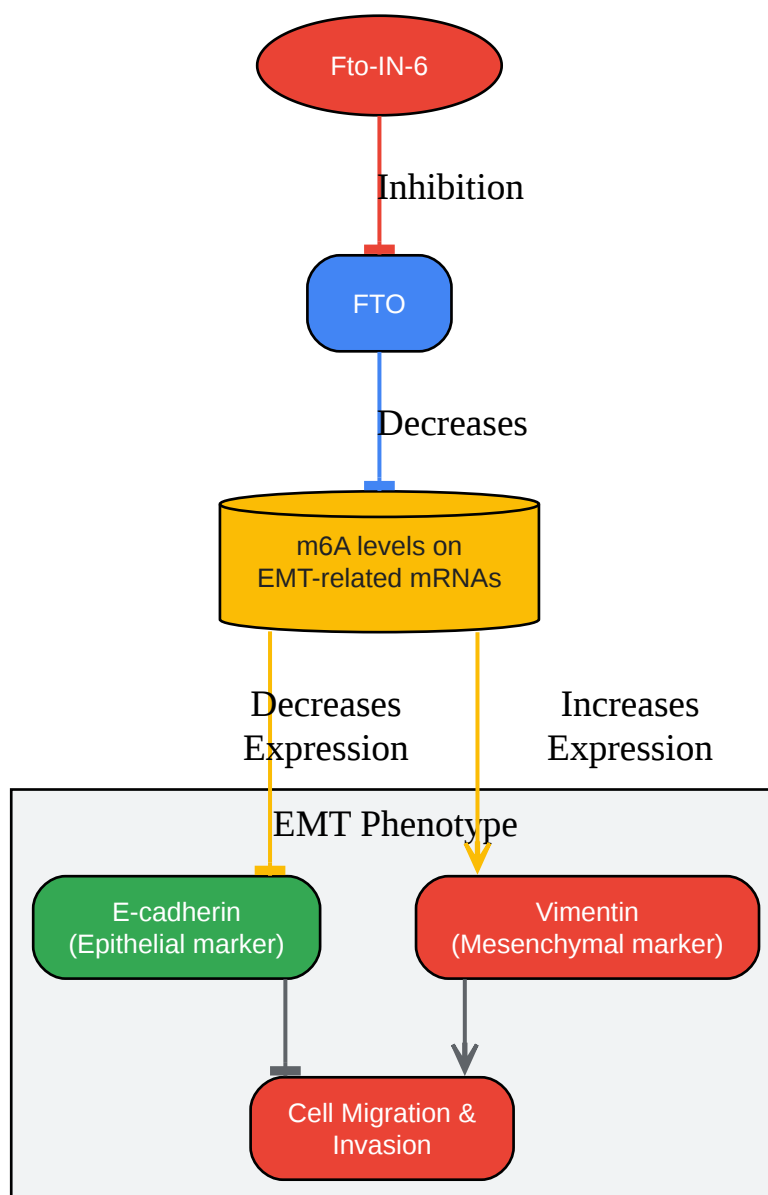 Fto-IN-6
Inhibition
FTO
Decreases
m6A levels on
EMT-related mRNAs
Decreases
Expression
Increases
Expression
EMT Phenotype
E-cadherin
(Epithelial marker)
Vimentin
(Mesenchymal marker)
Cell Migration &
Invasion